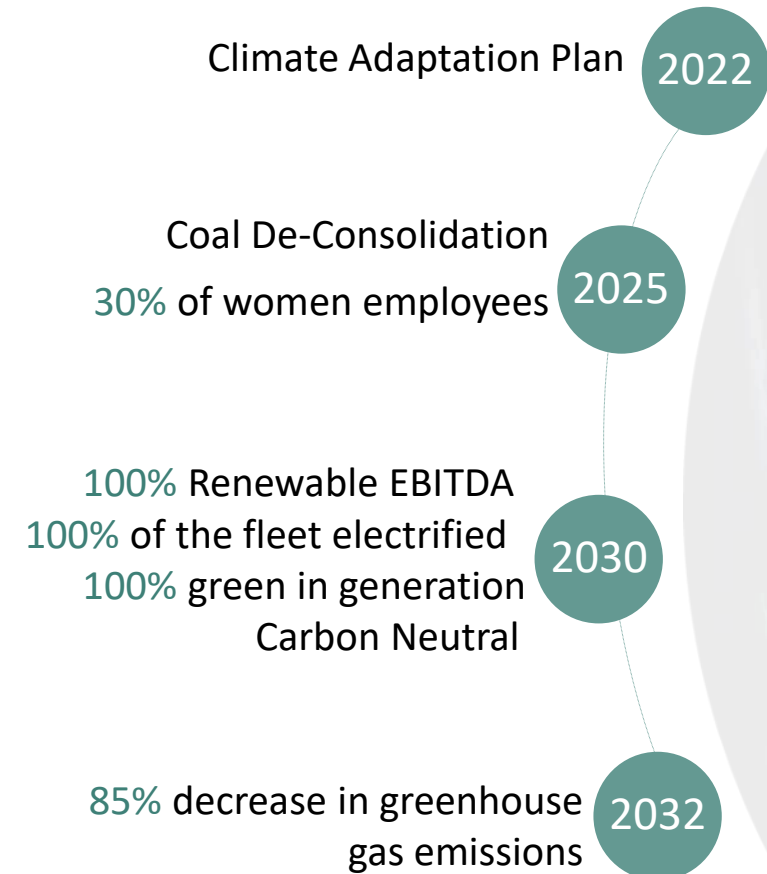 Climate Adaptation Plan
2022
Coal De-Consolidation
30% of women employees
2025
100% Renewable EBITDA
100% of the fleet electrified
100% green in generation
Carbon Neutral
2030
85% decrease in greenhouse
gas emissions
2032